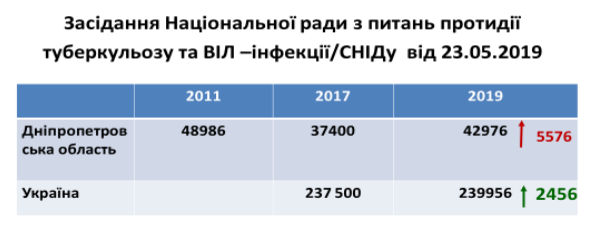 Засідання Національної ради з питань протидії
туберкульозу та ВІЛ –інфекції/СНІДу від 23.05.2019
2011 2017 2019
Дніпропетров 48986 37400 42976 5576
ська область
Україна 237 500 239956 2456